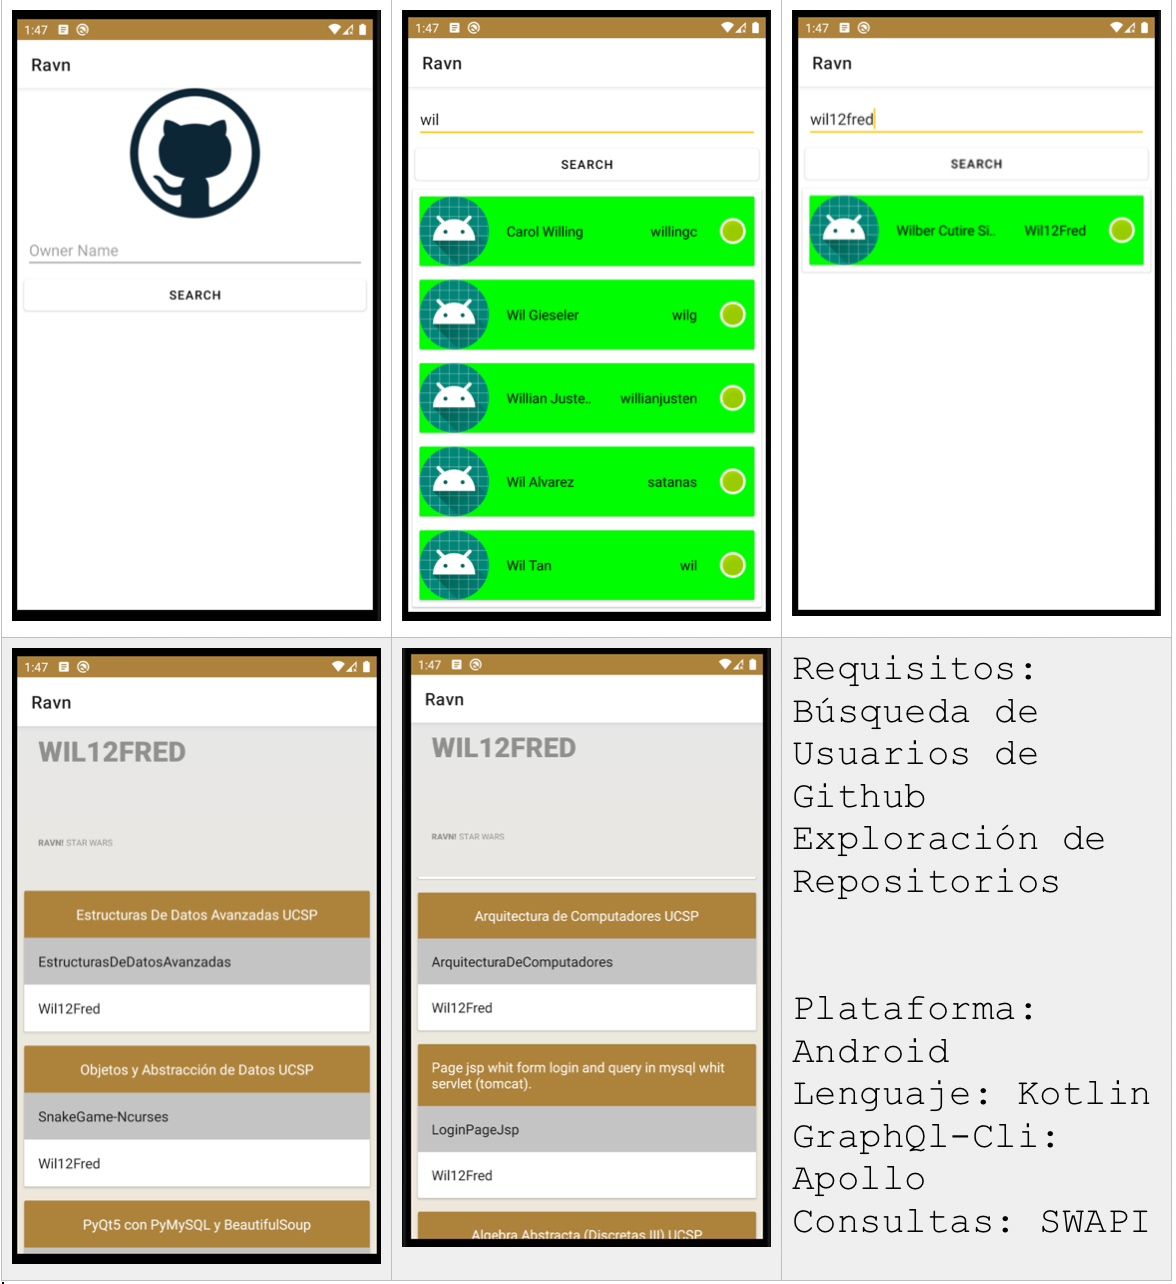 1:47
Ravn
Owner Name
SEARCH
1:47
Ravn
wil
SEARCH
Carol Willing willingc
Wil Gieseler wilg
Willian Juste.. willianjusten
Wil Alvarez satanas
Wil Tan wil
1:47
Ravn
wil12fred
SEARCH
Wilber Cutire Si.. Wil12Fred
1:47
Ravn
WIL12FRED
RAVN! STAR WARS
Estructuras De Datos Avanzadas UCSP
EstructurasDeDatosAvanzadas
Wil12Fred
Objetos y Abstracción de Datos UCSP
SnakeGame-Ncurses
Wil12Fred
PyQt5 con PyMySQL y BeautifulSoup
1:47
Ravn
WIL12FRED
RAVN! STAR WARS
Arquitectura de Computadores UCSP
ArquitecturaDeComputadores
Wil12Fred
Page jsp whit form login and query in mysql whit
servlet (tomcat).
LoginPageJsp
Wil12Fred
Algebra Abstracta (Discretas III) UCSP
Requisitos:
Búsqueda de
Usuarios de
Github
Exploración de
Repositorios
Plataforma:
Android
Lenguaje: Kotlin
GraphQl-Cli:
Apollo
Consultas: SWAPI
.